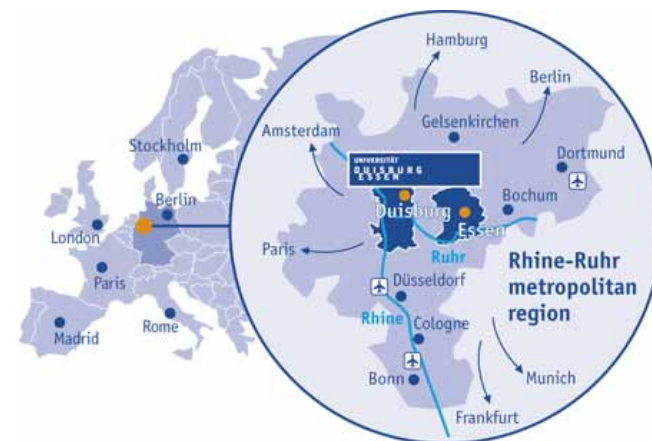 Stockholm
Berlin
London
Paris
Madrid
Rome
Hamburg
Berlin
Amsterdam
Gelsenkirchen
Dortmund
UNIVERSITÄT
DUISBURG
ESSEN
Duisburg
Essen
Bochum
Paris
Ruhr
Düsseldorf
Rhine
Cologne
Bonn
Rhine-Ruhr
metropolitan
region
Munich
Frankfurt